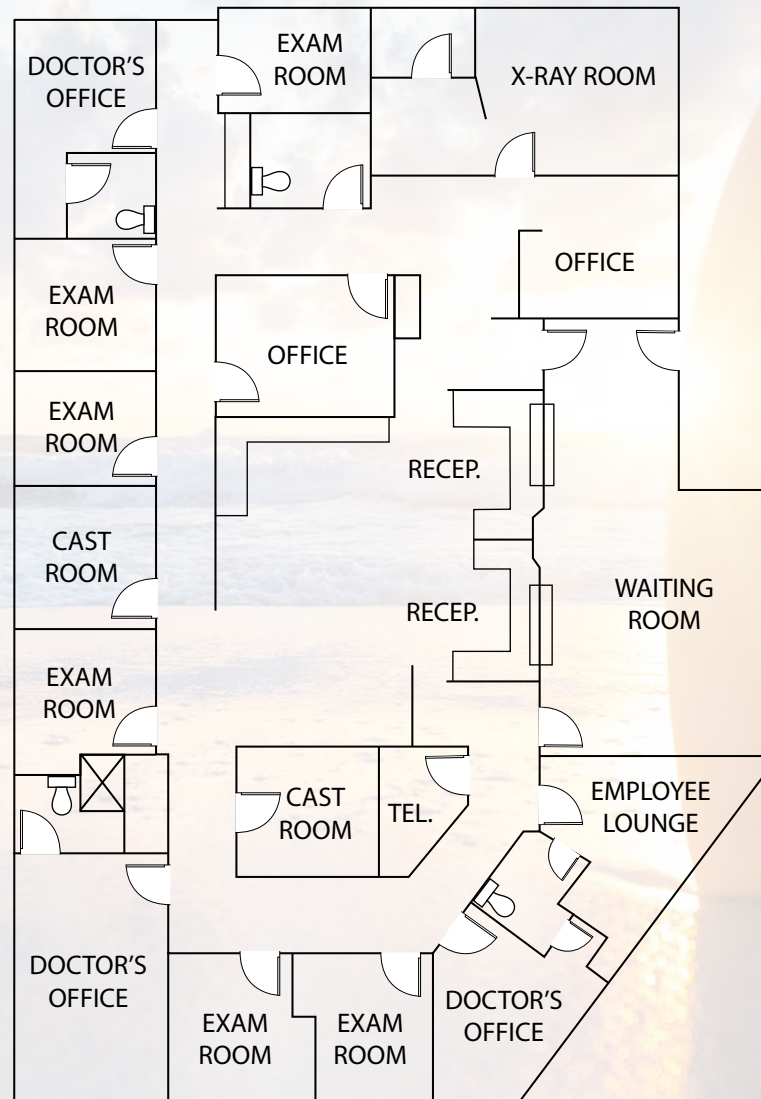 DOCTOR'S
OFFICE
EXAM
ROOM
X-RAY ROOM
EXAM
ROOM
OFFICE
OFFICE
EXAM
ROOM
RECEP.
CAST
ROOM
WAITING
ROOM
RECEP.
EXAM
ROOM
CAST
ROOM
TEL.
EMPLOYEE
LOUNGE
DOCTOR'S
OFFICE
EXAM
ROOM
EXAM
ROOM
DOCTOR'S
OFFICE